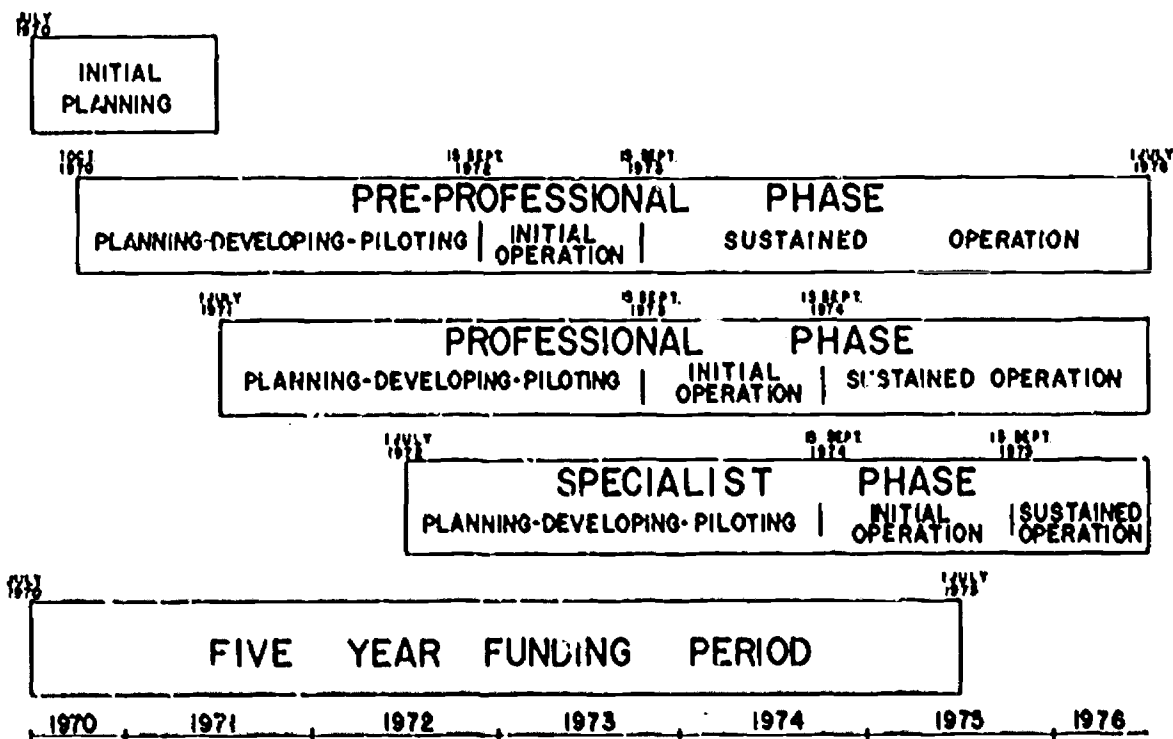 JULY
1970
INITIAL
PLANNING
1 OCT.
1970
15 SEPT.
1972
15 SEPT.
1973
1 JULY
1976
PRE-PROFESSIONAL PHASE
PLANNING-DEVELOPING-PILOTING
INITIAL
OPERATION
SUSTAINED OPERATION
1 JULY
1971
15 SEPT.
1973
15 SEPT.
1974
PROFESSIONAL PHASE
PLANNING-DEVELOPING-PILOTING
INITIAL
OPERATION
SUSTAINED OPERATION
1 JULY
1972
15 SEPT.
1974
15 SEPT.
1975
SPECIALIST PHASE
PLANNING-DEVELOPING-PILOTING
INITIAL
OPERATION
SUSTAINED
OPERATION
JULY
1970
1 JULY
1975
FIVE YEAR FUNDING PERIOD
1970 1971 1972 1973 1974 1975 1976